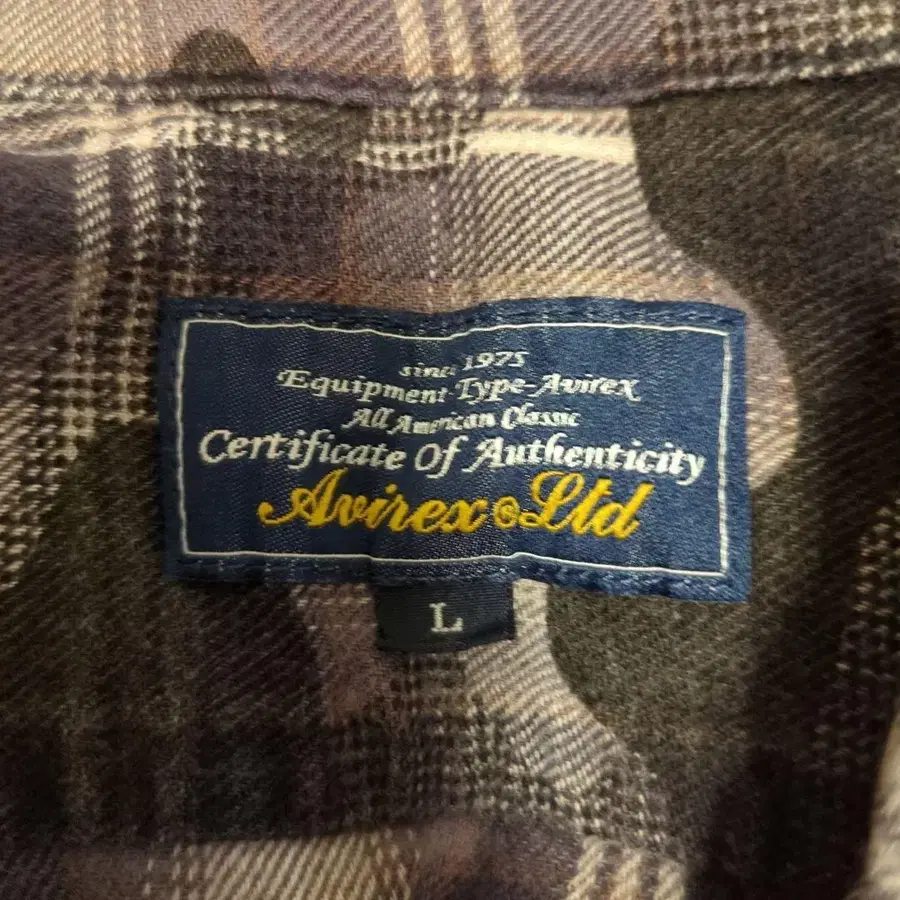 since 1975
Equipment-Type-Avirex
All American Classic
Certificate Of Authenticity
Avirex ® Ltd
L